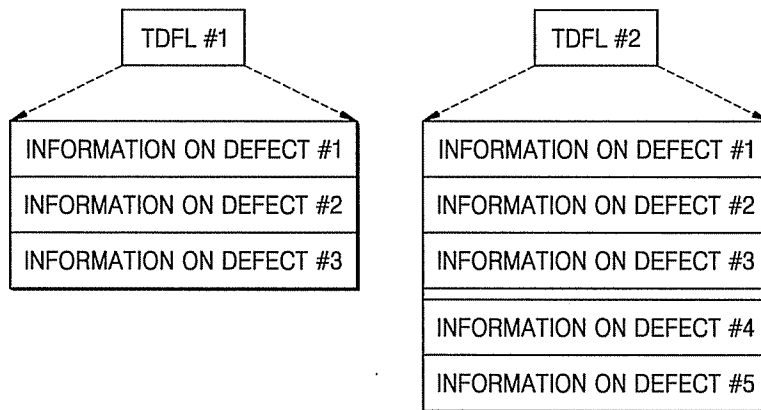 TDFL #1
INFORMATION ON DEFECT #1
INFORMATION ON DEFECT #2
INFORMATION ON DEFECT #3
TDFL #2
INFORMATION ON DEFECT #1
INFORMATION ON DEFECT #2
INFORMATION ON DEFECT #3
INFORMATION ON DEFECT #4
INFORMATION ON DEFECT #5